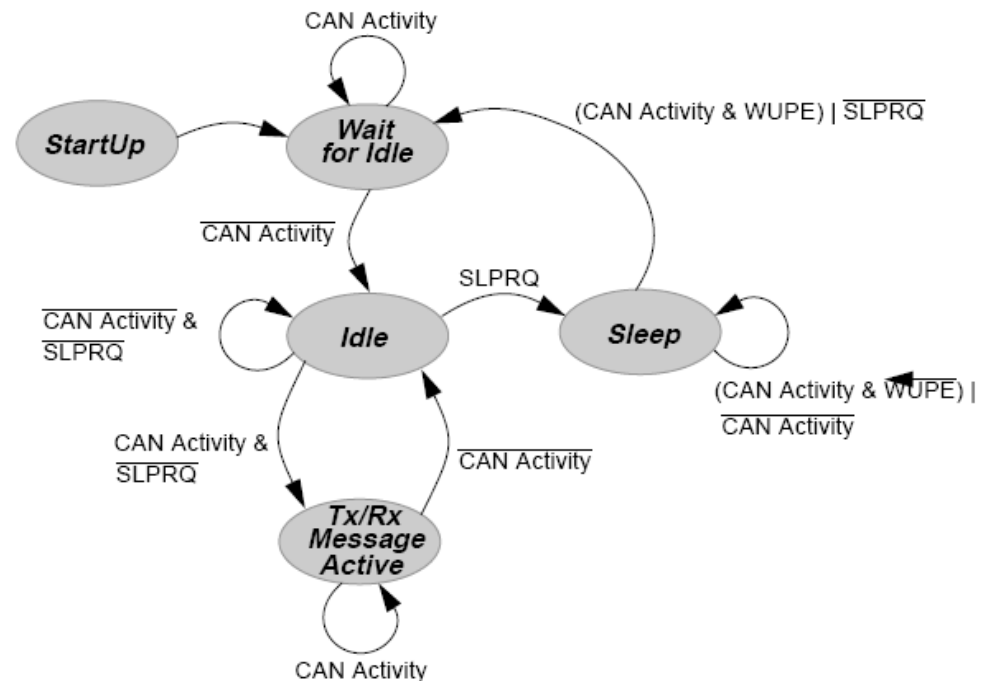 CAN Activity
StartUp
Wait
for Idle
(CAN Activity & WUPE) | SLPRQ
CAN Activity
SLPRQ
CAN Activity &
SLPRQ
Idle
Sleep
(CAN Activity & WUPE) |
CAN Activity
CAN Activity &
SLPRQ
CAN Activity
Tx/Rx
Message
Active
CAN Activity